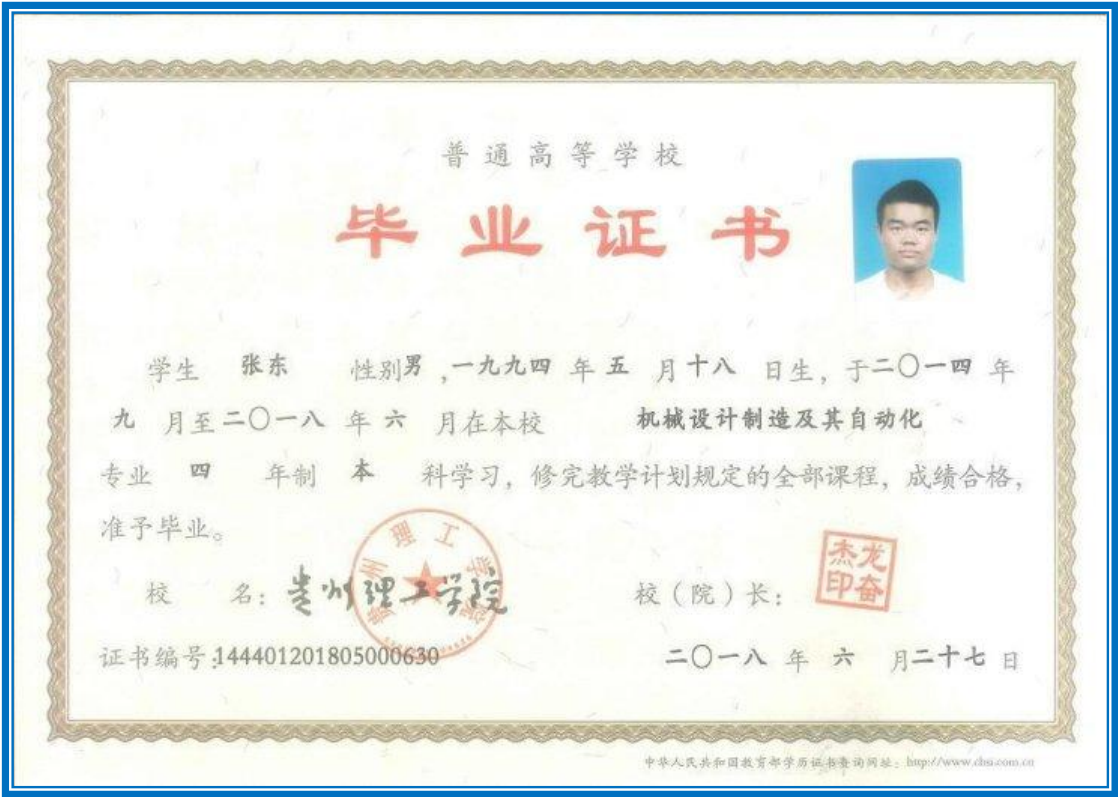 普通高等学校
毕业证书
学生 张东 性别男,一九九四 年 五 月十八 日生，于二〇一四 年
九 月至二〇一八 年 六 月在本校 机械设计制造及其自动化
专业 四 年制 本 科学习，修完教学计划规定的全部课程，成绩合格，
准予毕业。
贵州理工学院
杰龙印奋
校 名：贵州理工学院 校（院）长：
证书编号:144401201805000630 二〇一八 年 六 月二十七 日
中华人民共和国教育部学历证书查询网址：http://www.chsi.com.cn